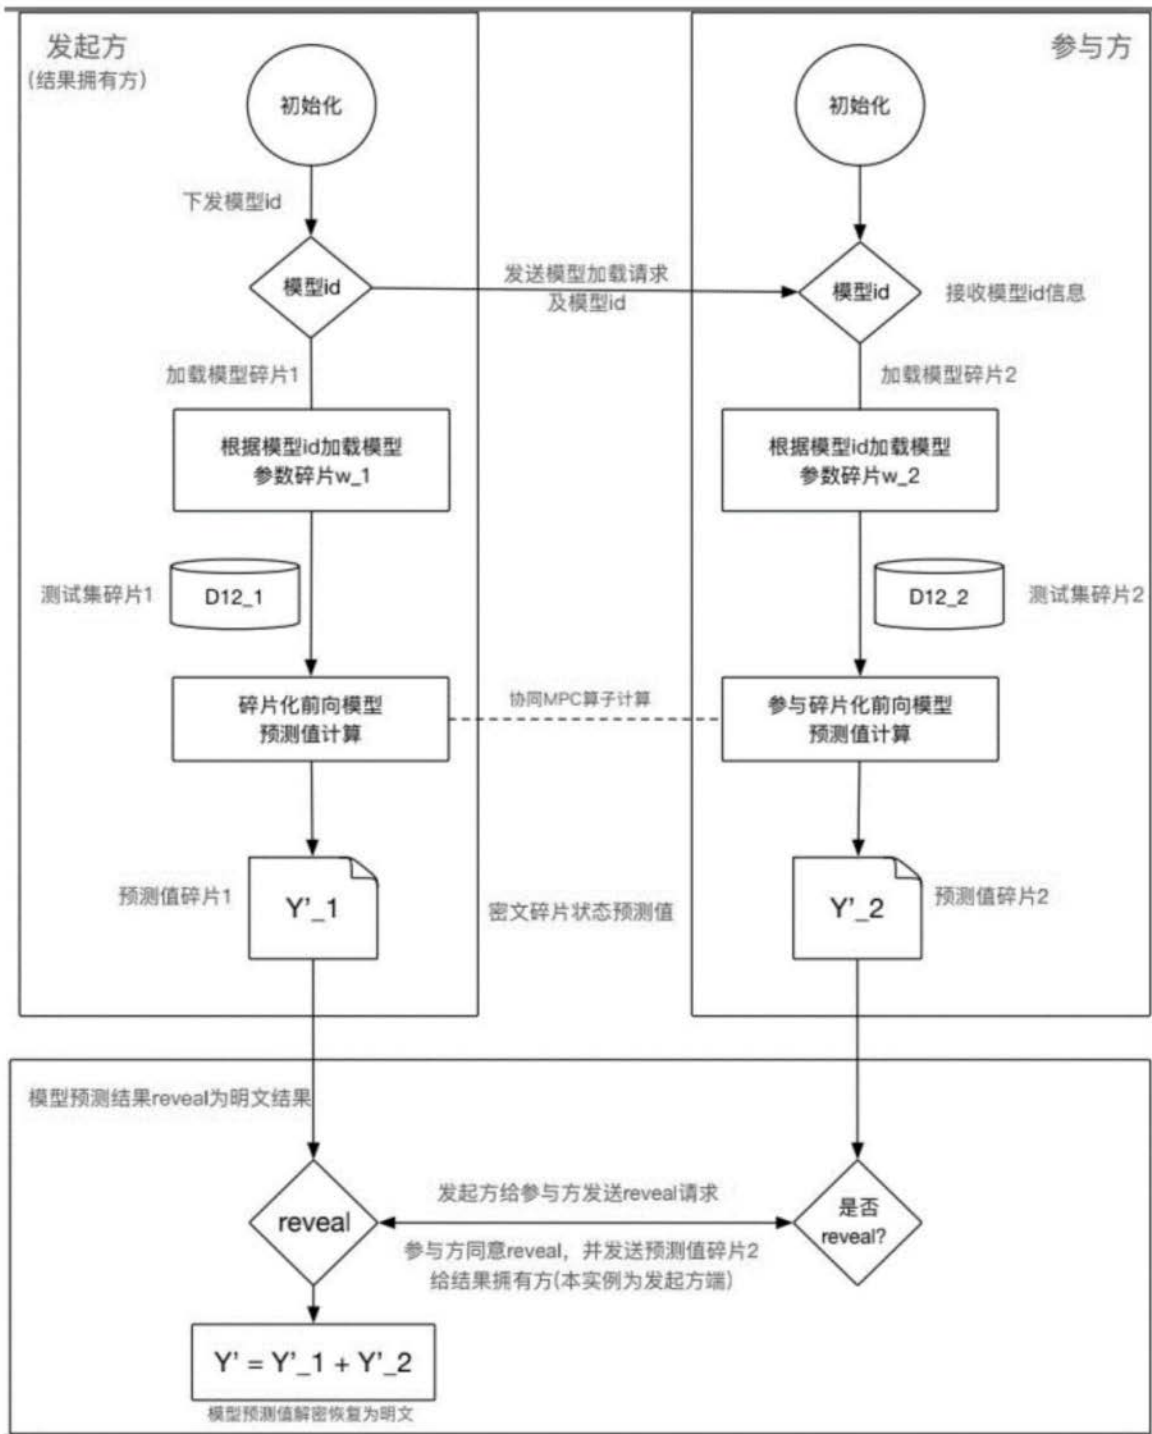 发起方
(结果拥有方)
参与方
初始化
初始化
下发模型id
模型id
发送模型加载请求
及模型id
模型id
接收模型id信息
加载模型碎片1
加载模型碎片2
根据模型id加载模型
参数碎片w_1
根据模型id加载模型
参数碎片w_2
测试集碎片1
D12_1
D12_2
测试集碎片2
碎片化前向模型
预测值计算
协同MPC算子计算
参与碎片化前向模型
预测值计算
预测值碎片1
Y'_1
密文碎片状态预测值
Y'_2
预测值碎片2
模型预测结果reveal为明文结果
reveal
发起方给参与方发送reveal请求
参与方同意reveal，并发送预测值碎片2
给结果拥有方(本实例为发起方端)
是否
reveal?
Y' = Y'_1 + Y'_2
模型预测值解密恢复为明文